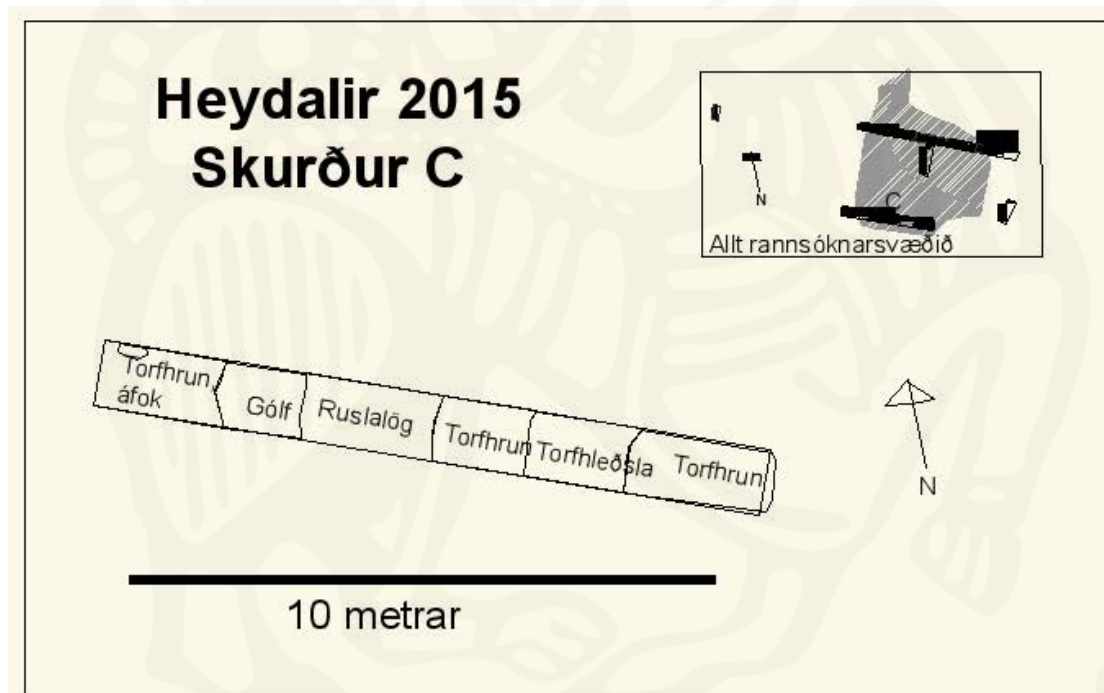 Heydalir 2015
Skurður C
N
C
Allt rannsóknarsvæðið
Torfhrun,
áfok
Gólf
Ruslalög
Torfhrun
Torfhleðsla
Torfhrun
N
10 metrar